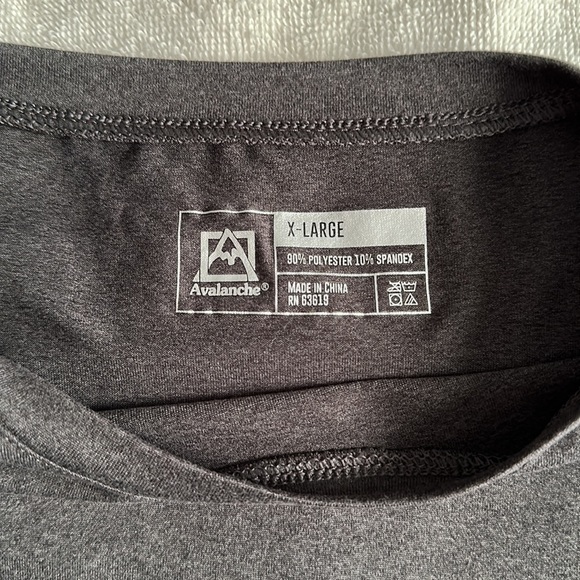 Avalanche®
X-LARGE
90% POLYESTER 10% SPANDEX
MADE IN CHINA
RN 63619